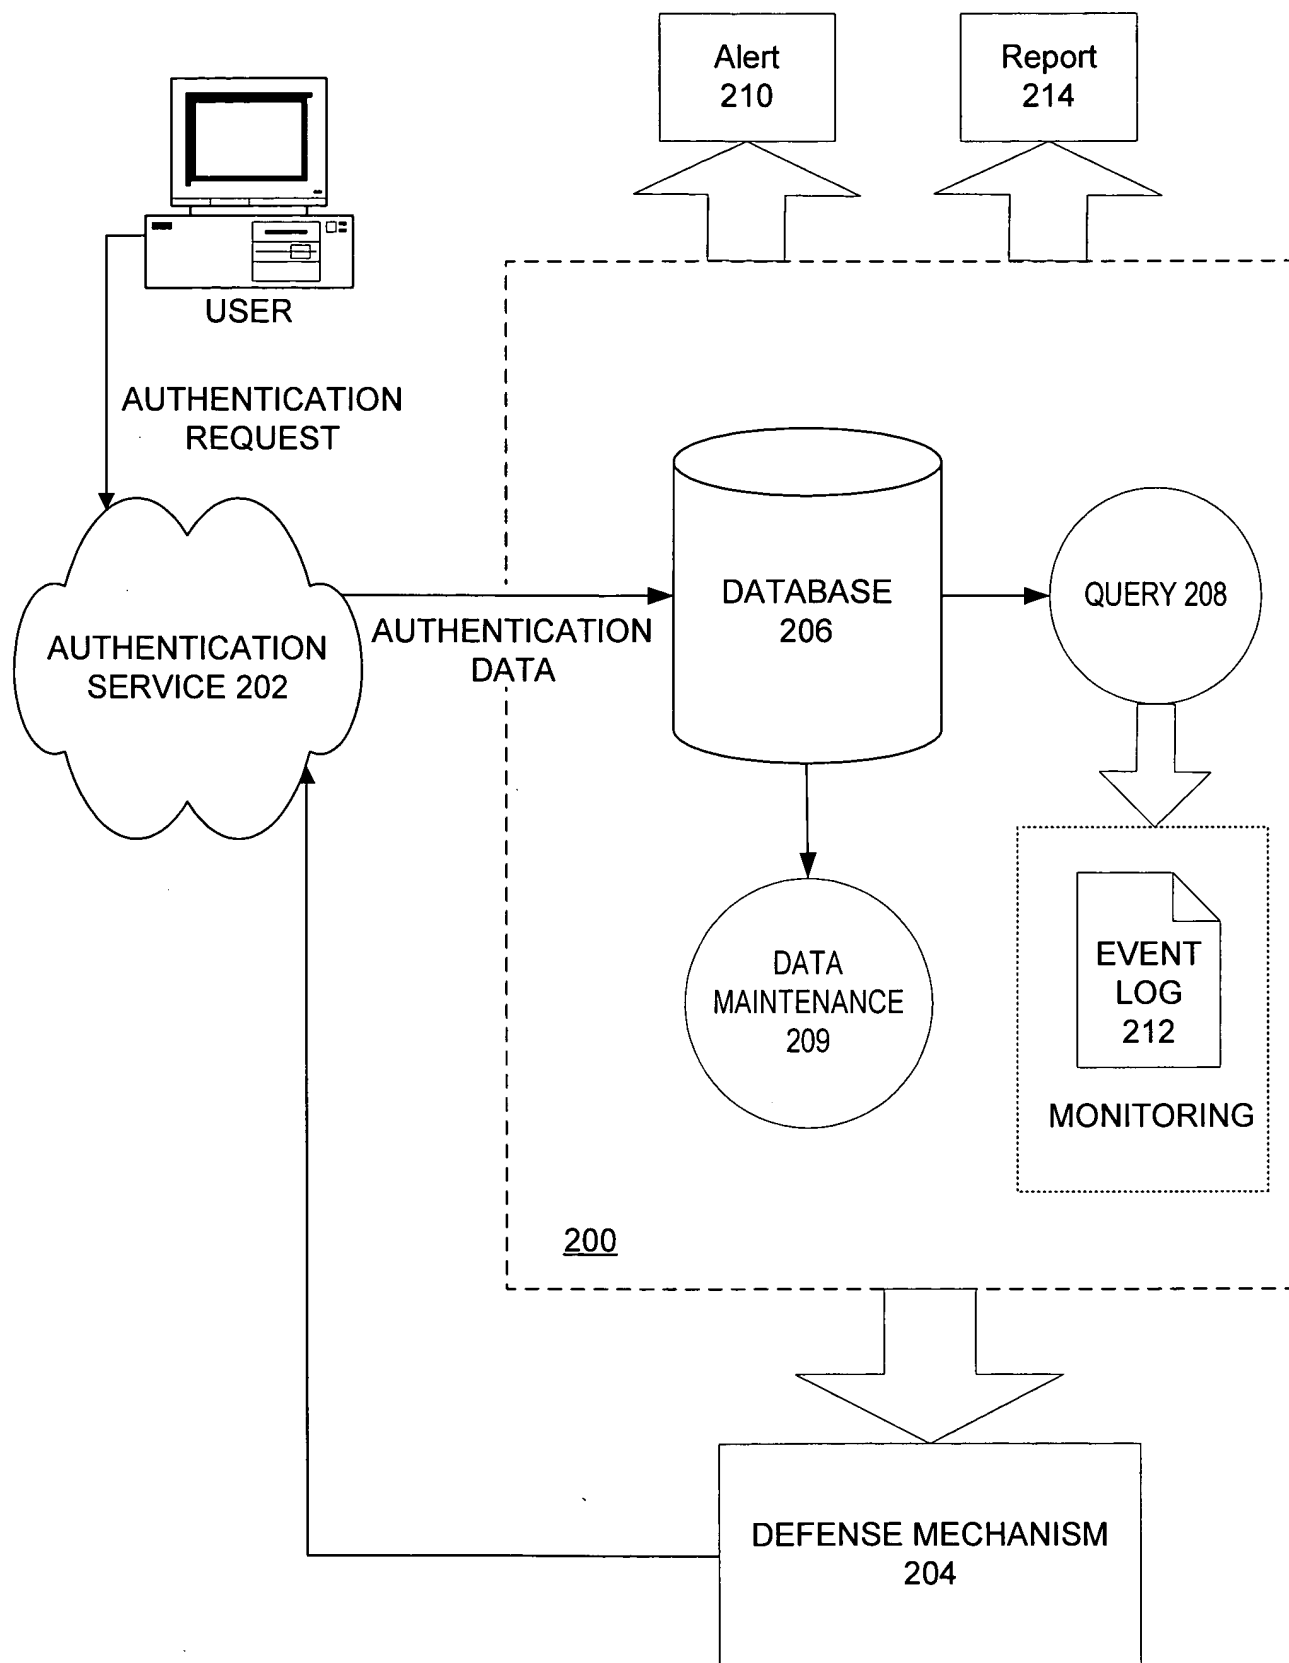 Alert
210
Report
214
USER
AUTHENTICATION
REQUEST
AUTHENTICATION
SERVICE 202
AUTHENTICATION
DATA
DATABASE
206
QUERY 208
DATA
MAINTENANCE
209
EVENT
LOG
212
MONITORING
200
DEFENSE MECHANISM
204